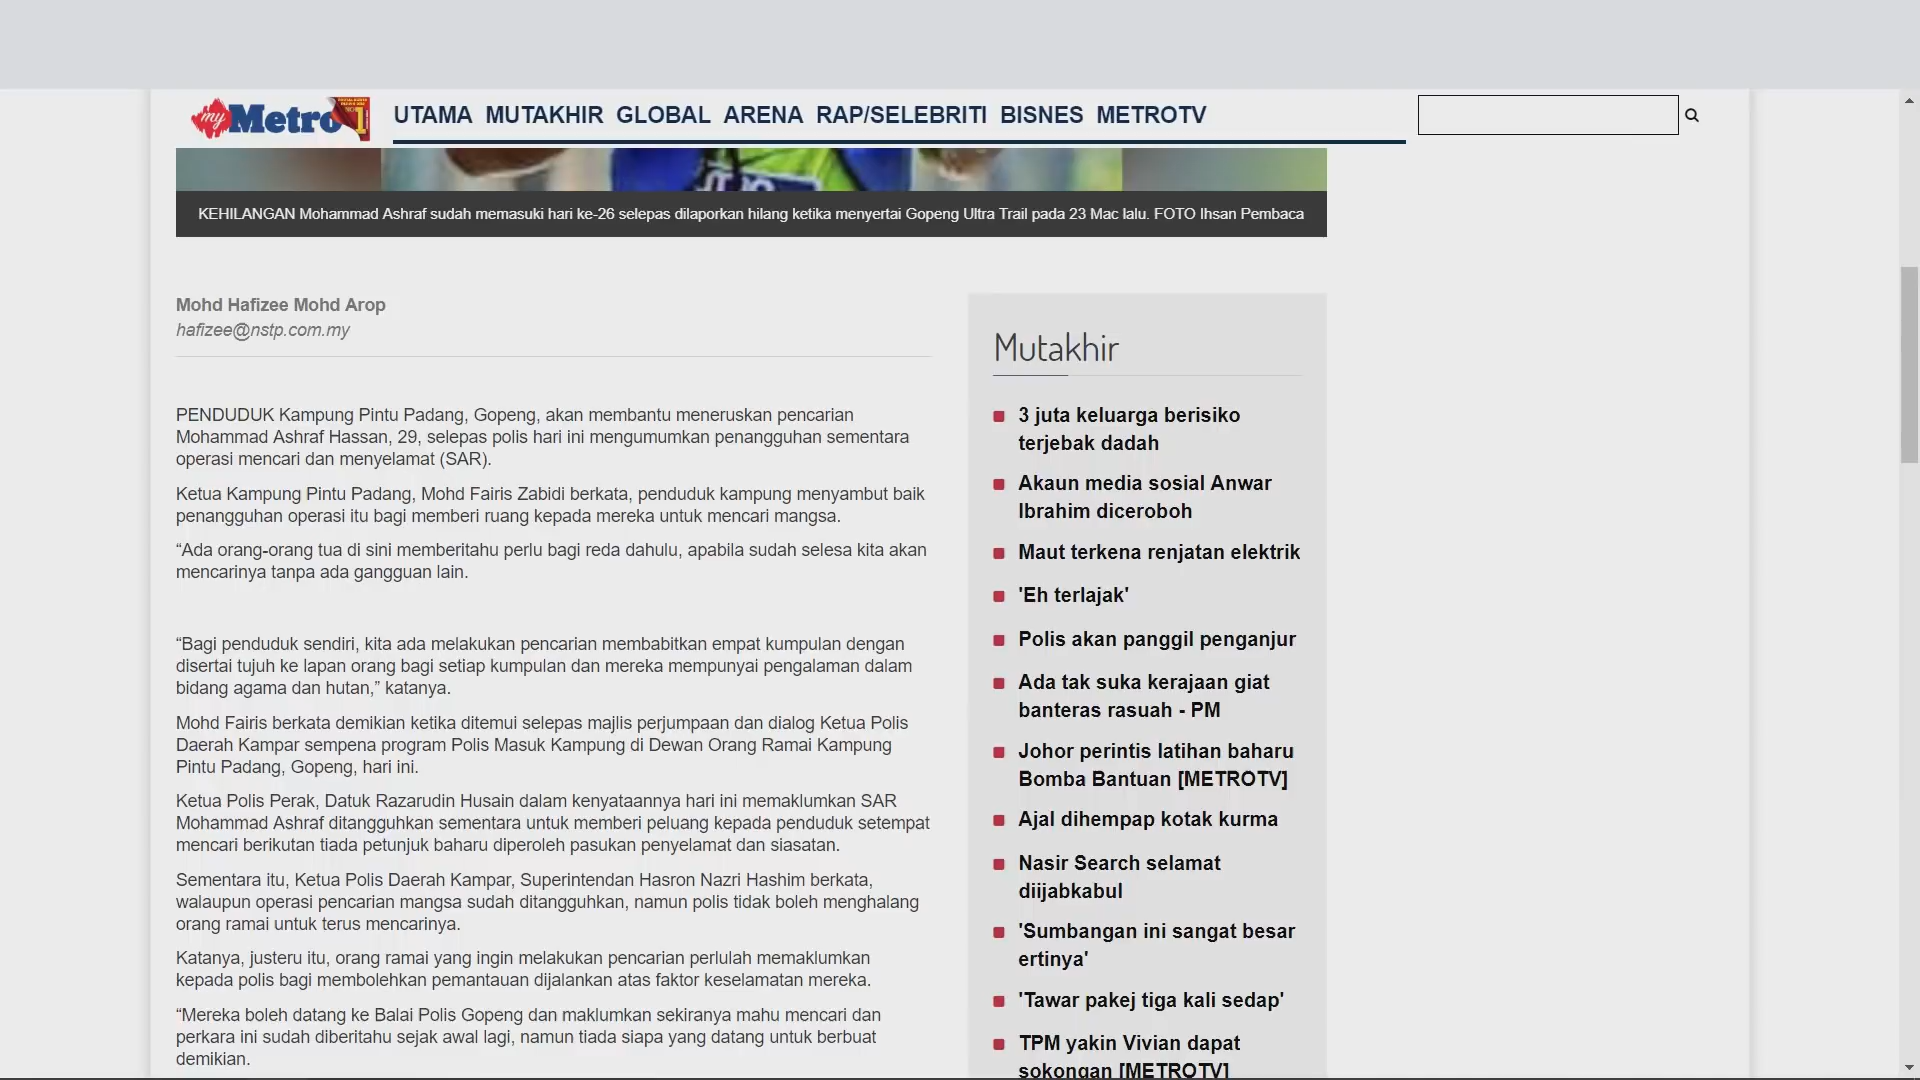 my Metro 1
UTAMA MUTAKHIR GLOBAL ARENA RAP/SELEBRITI BISNES METROTV
KEHILANGAN Mohammad Ashraf sudah memasuki hari ke-26 selepas dilaporkan hilang ketika menyertai Gopeng Ultra Trail pada 23 Mac lalu. FOTO Ihsan Pembaca
Mohd Hafizee Mohd Arop
hafizee@nstp.com.my
PENDUDUK Kampung Pintu Padang, Gopeng, akan membantu meneruskan pencarian
Mohammad Ashraf Hassan, 29, selepas polis hari ini mengumumkan penangguhan sementara
operasi mencari dan menyelamat (SAR).
Ketua Kampung Pintu Padang, Mohd Fairis Zabidi berkata, penduduk kampung menyambut baik
penangguhan operasi itu bagi memberi ruang kepada mereka untuk mencari mangsa.
“Ada orang-orang tua di sini memberitahu perlu bagi reda dahulu, apabila sudah selesa kita akan
mencarinya tanpa ada gangguan lain.
“Bagi penduduk sendiri, kita ada melakukan pencarian membabitkan empat kumpulan dengan
disertai tujuh ke lapan orang bagi setiap kumpulan dan mereka mempunyai pengalaman dalam
bidang agama dan hutan,” katanya.
Mohd Fairis berkata demikian ketika ditemui selepas majlis perjumpaan dan dialog Ketua Polis
Daerah Kampar sempena program Polis Masuk Kampung di Dewan Orang Ramai Kampung
Pintu Padang, Gopeng, hari ini.
Ketua Polis Perak, Datuk Razarudin Husain dalam kenyataannya hari ini memaklumkan SAR
Mohammad Ashraf ditangguhkan sementara untuk memberi peluang kepada penduduk setempat
mencari berikutan tiada petunjuk baharu diperoleh pasukan penyelamat dan siasatan.
Sementara itu, Ketua Polis Daerah Kampar, Superintendan Hasron Nazri Hashim berkata,
walaupun operasi pencarian mangsa sudah ditangguhkan, namun polis tidak boleh menghalang
orang ramai untuk terus mencarinya.
Katanya, justeru itu, orang ramai yang ingin melakukan pencarian perlulah memaklumkan
kepada polis bagi membolehkan pemantauan dijalankan atas faktor keselamatan mereka.
“Mereka boleh datang ke Balai Polis Gopeng dan maklumkan sekiranya mahu mencari dan
perkara ini sudah diberitahu sejak awal lagi, namun tiada siapa yang datang untuk berbuat
demikian.
Mutakhir
3 juta keluarga berisiko
terjebak dadah
Akaun media sosial Anwar
Ibrahim diceroboh
Maut terkena renjatan elektrik
'Eh terlajak'
Polis akan panggil penganjur
Ada tak suka kerajaan giat
banteras rasuah - PM
Johor perintis latihan baharu
Bomba Bantuan [METROTV]
Ajal dihempap kotak kurma
Nasir Search selamat
diijabkabul
'Sumbangan ini sangat besar
ertinya'
'Tawar pakej tiga kali sedap'
TPM yakin Vivian dapat
sokongan [METROTV]